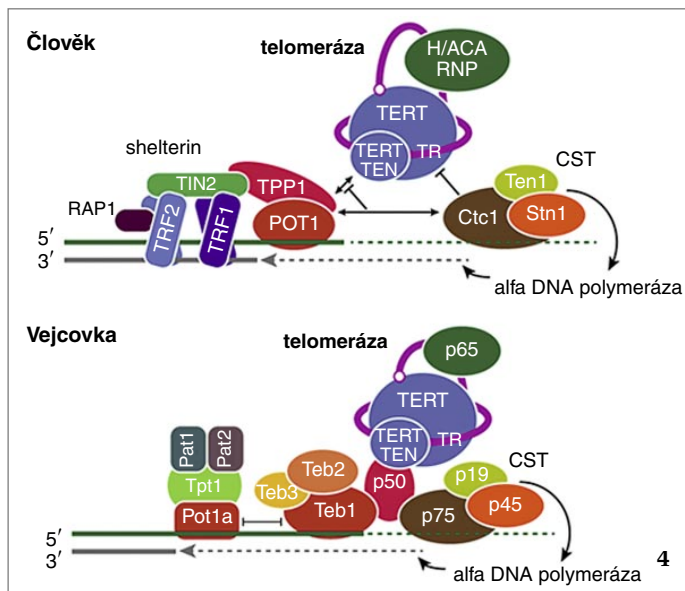 Člověk
telomeráza
H/ACA
RNP
TERT
TERT
TEN
TR
shelterin
TIN2
TPP1
RAP1
TRF2
TRF1
POT1
CST
Ten1
Ctc1
Stn1
5′
3′
alfa DNA polymeráza
Vejcovka
telomeráza
p65
TERT
TERT
TEN
TR
Pat1
Pat2
Tpt1
Pot1a
Teb3
Teb2
Teb1
p50
CST
p19
p75
p45
5′
3′
alfa DNA polymeráza
4